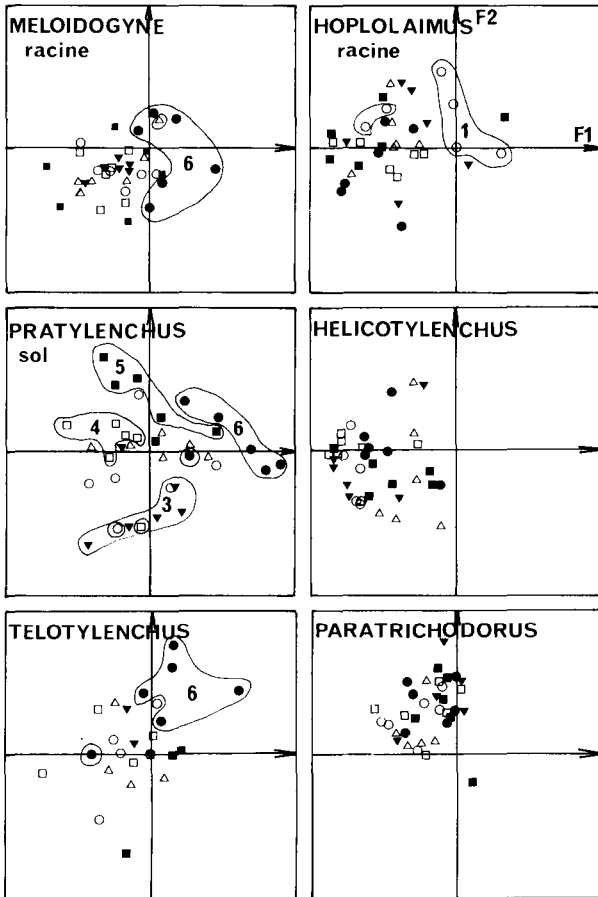 MELOIDOGYNE
racine
6
HOPLOLAIMUS F2
racine
1
F1
PRATYLENCHUS
sol
5
4
6
3
HELICOTYLENCHUS
TELOTYLENCHUS
6
PARATRICHODORUS